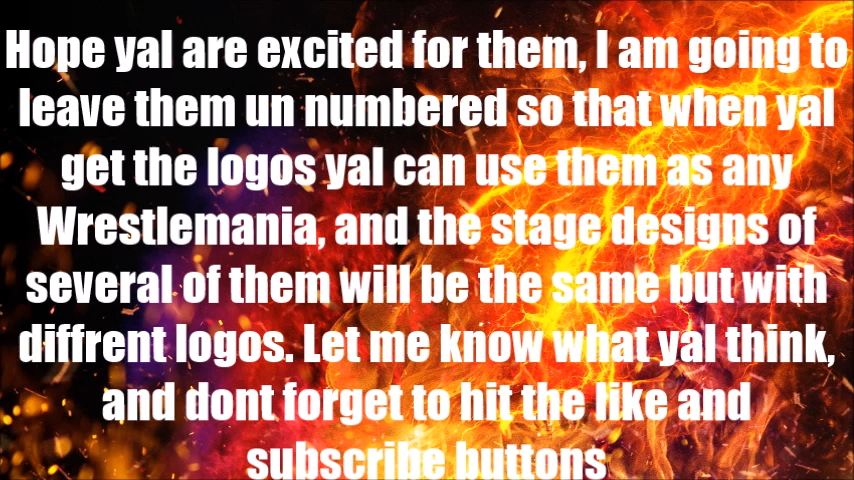 Hope yal are excited for them, I am going to
leave them un numbered so that when yal
get the logos yal can use them as any
Wrestlemania, and the stage designs of
several of them will be the same but with
diffrent logos. Let me know what yal think,
and dont forget to hit the like and
subscribe buttons